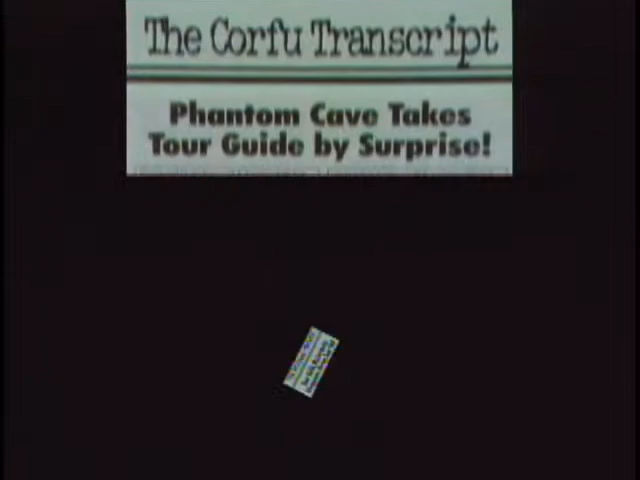 The Corfu Transcript
Phantom Cave Takes
Tour Guide by Surprise!